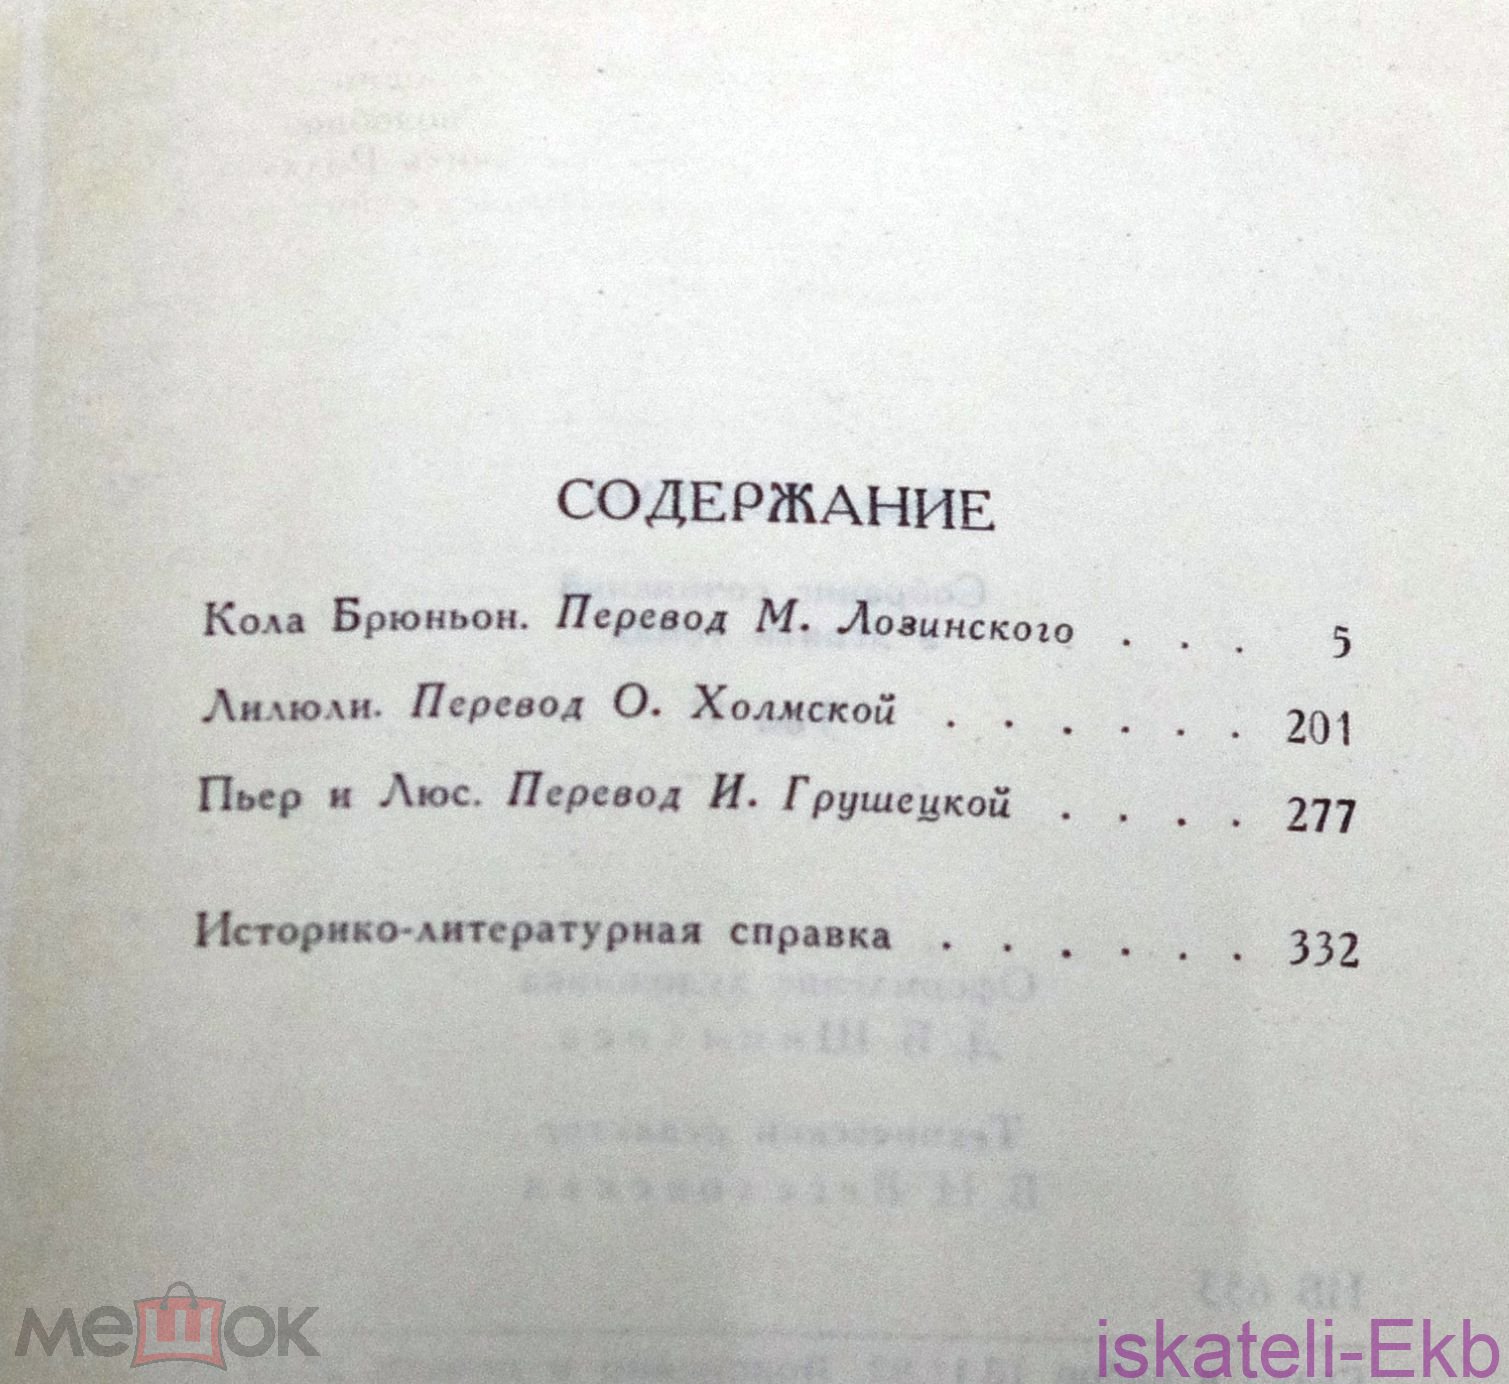 СОДЕРЖАНИЕ
Кола Брюньон. Перевод М. Лозинского . . . 5
Лилюли. Перевод О. Холмской . . . . . . 201
Пьер и Люс. Перевод И. Грушецкой . . . . 277
Историко-литературная справка . . . . . . 332
мешок
iskateli-Ekb